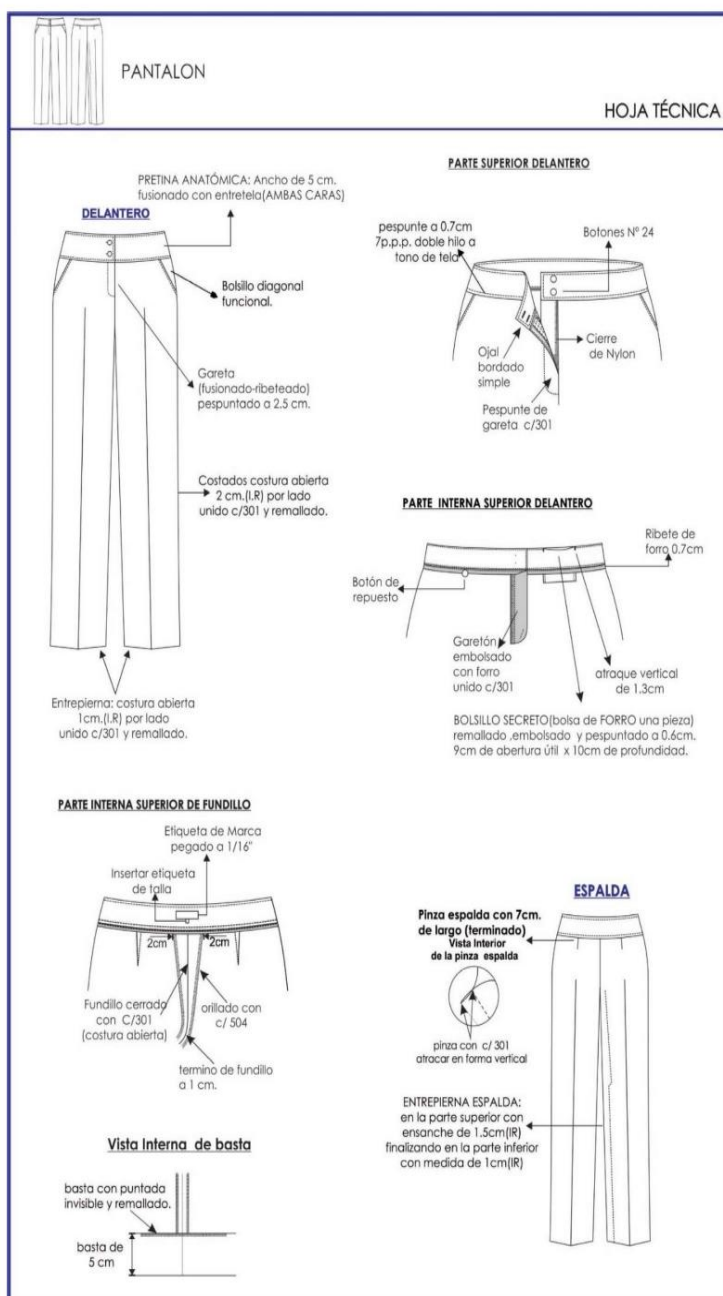 PANTALON
HOJA TÉCNICA
PRETINA ANATÓMICA: Ancho de 5 cm.
fusionado con entretela(AMBAS CARAS)
DELANTERO
Bolsillo diagonal
funcional.
Gareta
(fusionado-ribeteado)
pespuntado a 2.5 cm.
Costados costura abierta
2 cm.(I.R) por lado
unido c/301 y remallado.
Entrepierna: costura abierta
1cm.(I.R) por lado
unido c/301 y remallado.
PARTE SUPERIOR DELANTERO
pespunte a 0.7cm
7p.p.p. doble hilo a
tono de tela
Botones Nº 24
Ojal
bordado
simple
Cierre
de Nylon
Pespunte de
gareta c/301
PARTE INTERNA SUPERIOR DELANTERO
Ribete de
forro 0.7cm
Botón de
repuesto
Garetón
embolsado
con forro
unido c/301
atraque vertical
de 1.3cm
BOLSILLO SECRETO(bolsa de FORRO una pieza)
remallado ,embolsado y pespuntado a 0.6cm.
9cm de abertura útil x 10cm de profundidad.
PARTE INTERNA SUPERIOR DE FUNDILLO
Etiqueta de Marca
pegado a 1/16"
Insertar etiqueta
de talla
2cm
2cm
Fundillo cerrado
con C/301
(costura abierta)
orillado con
c/ 504
termino de fundillo
a 1 cm.
ESPALDA
Pinza espalda con 7cm.
de largo (terminado)
Vista Interior
de la pinza espalda
pinza con c/ 301
atracar en forma vertical
ENTREPIERNA ESPALDA:
en la parte superior con
ensanche de 1.5cm(IR)
finalizando en la parte inferior
con medida de 1cm(IR)
Vista Interna de basta
basta con puntada
invisible y remallado.
basta de
5 cm